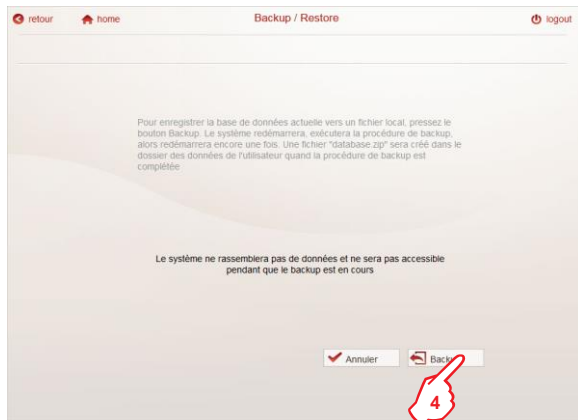 retour home Backup / Restore logout
Pour enregistrer la base de données actuelle vers un fichier local, pressez le
bouton Backup. Le système redémarrera, exécutera la procédure de backup,
alors redémarrera encore une fois. Une fichier "database.zip" sera créé dans le
dossier des données de l'utilisateur quand la procédure de backup est
complétée
Le système ne rassemblera pas de données et ne sera pas accessible
pendant que le backup est en cours
Annuler Backup
4